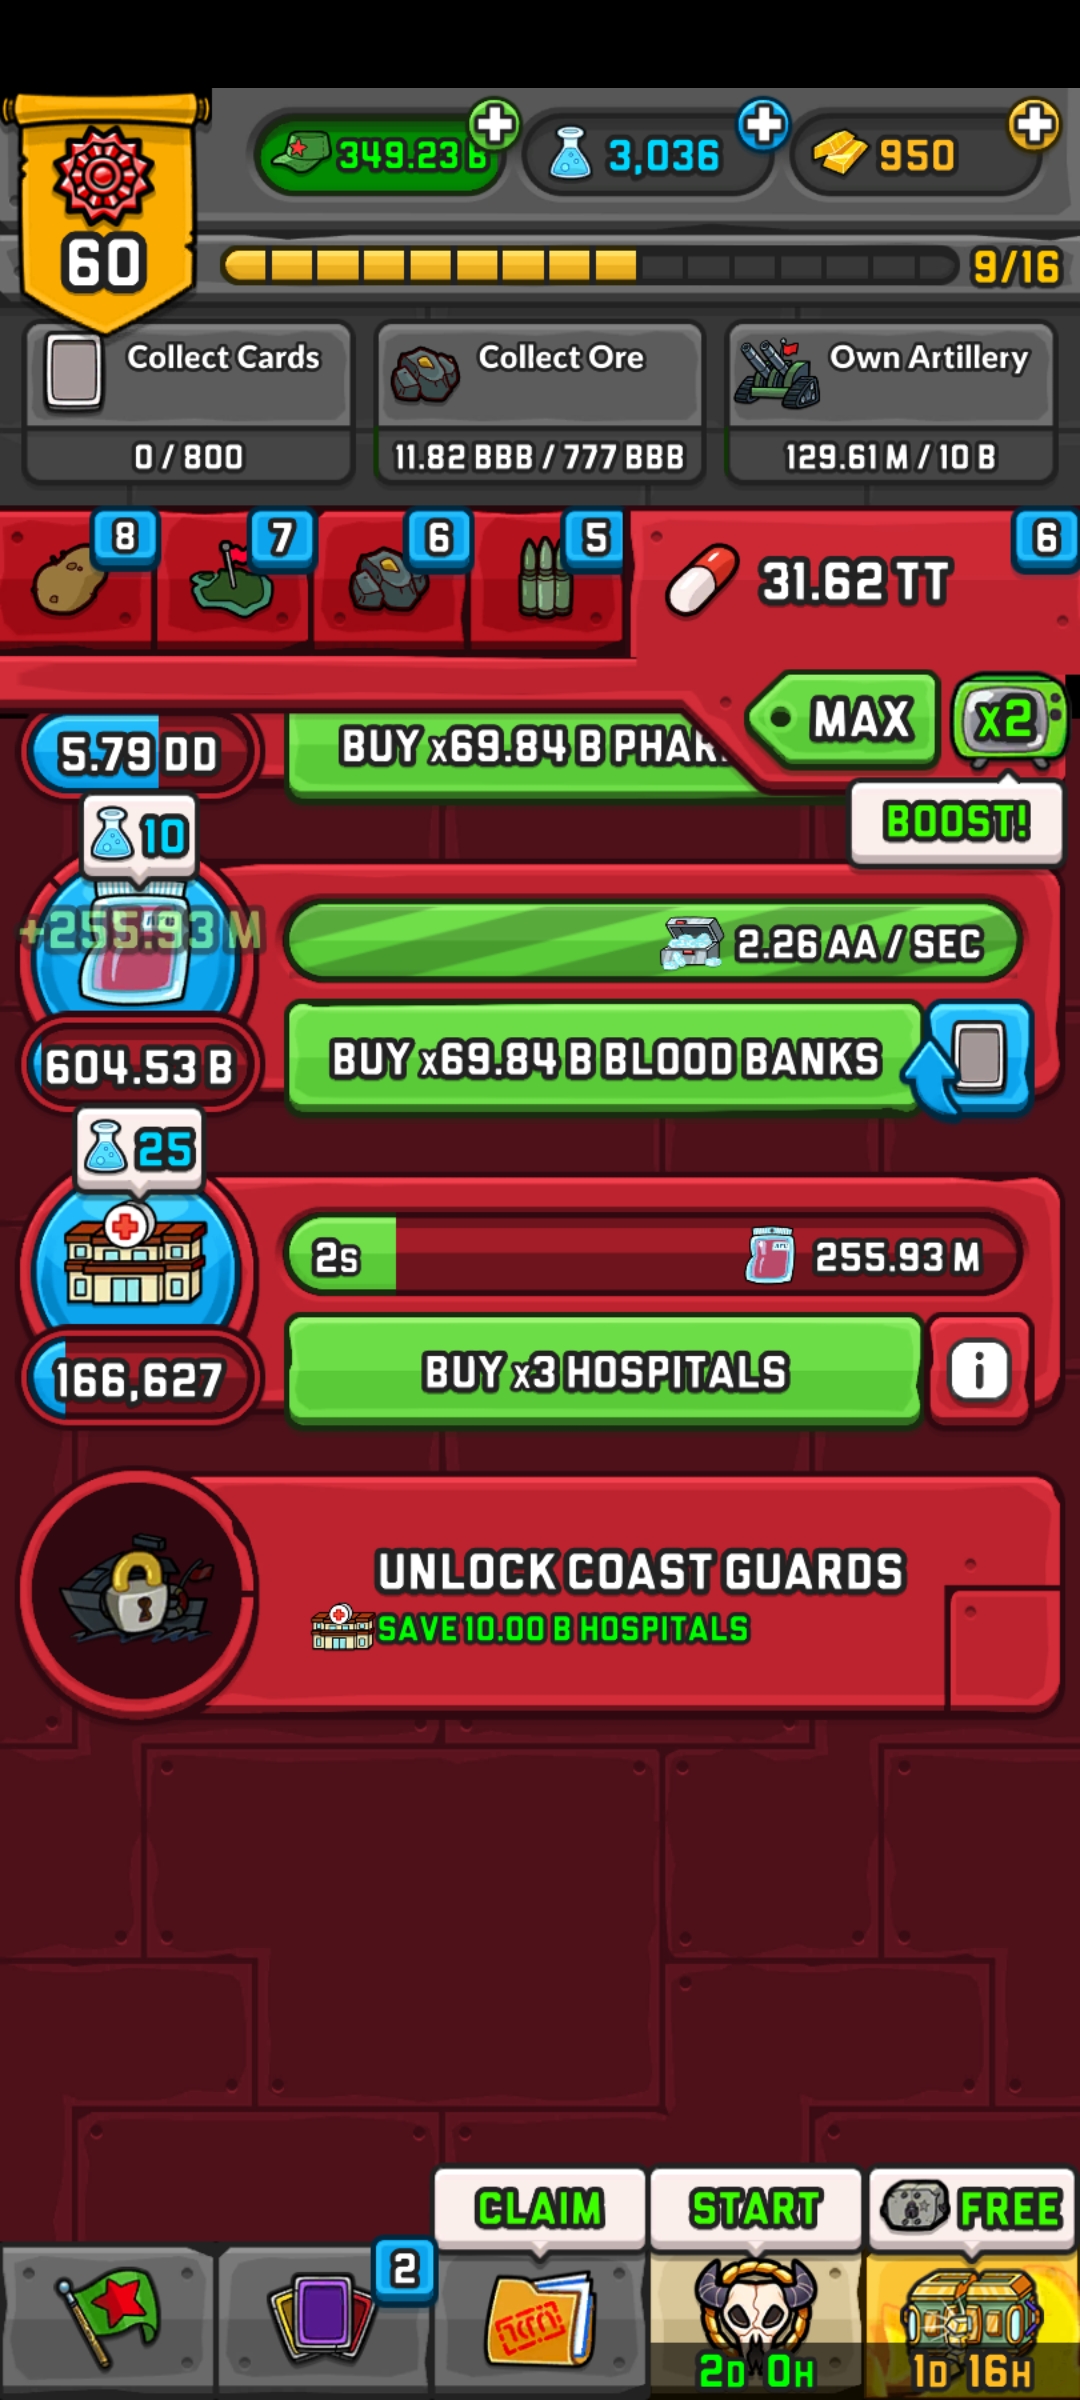 349.23 B
3,036
950
60
9/16
Collect Cards
Collect Ore
Own Artillery
0 / 800
11.82 BBB / 777 BBB
129.61 M / 10 B
8
7
6
5
6
31.62 TT
MAX
x2
5.79 DD
BUY x69.84 B
BOOST!
10
+255.93 M
2.26 AA / SEC
604.53 B
BUY x69.84 B BLOOD BANKS
25
2s
255.93 M
166,627
BUY x3 HOSPITALS
i
UNLOCK COAST GUARDS
SAVE 10.00 B HOSPITALS
CLAIM
START
FREE
2
2D 0H
1D 16H